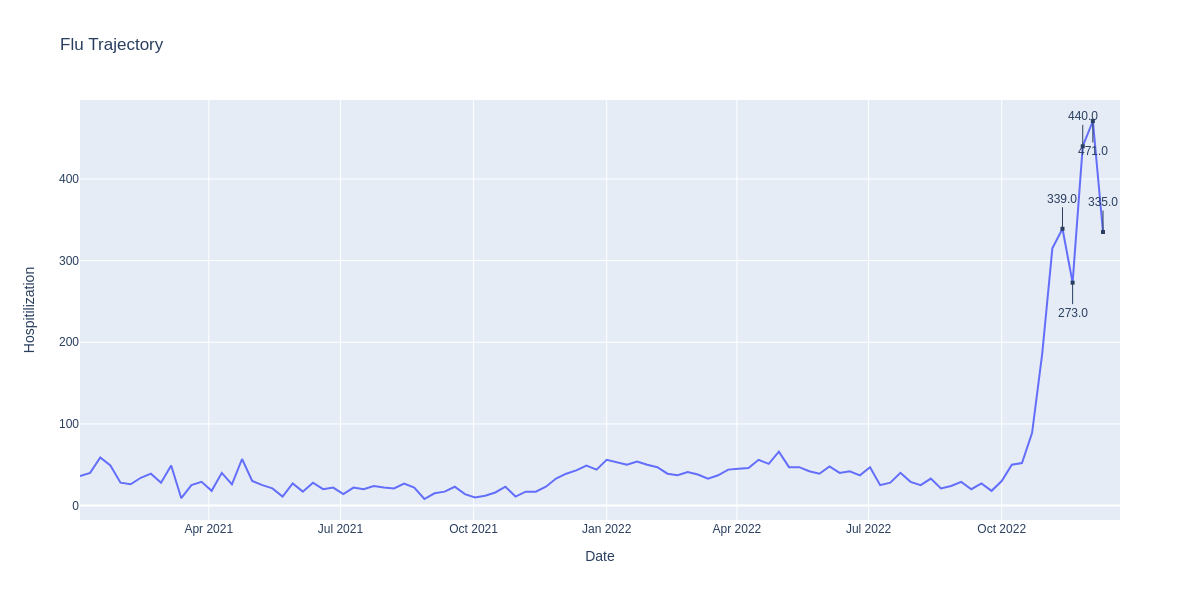 Flu Trajectory
440.0
471.0
400
339.0
335.0
300
273.0
200
100
0
Hospitilization
Apr 2021
Jul 2021
Oct 2021
Jan 2022
Apr 2022
Jul 2022
Oct 2022
Date